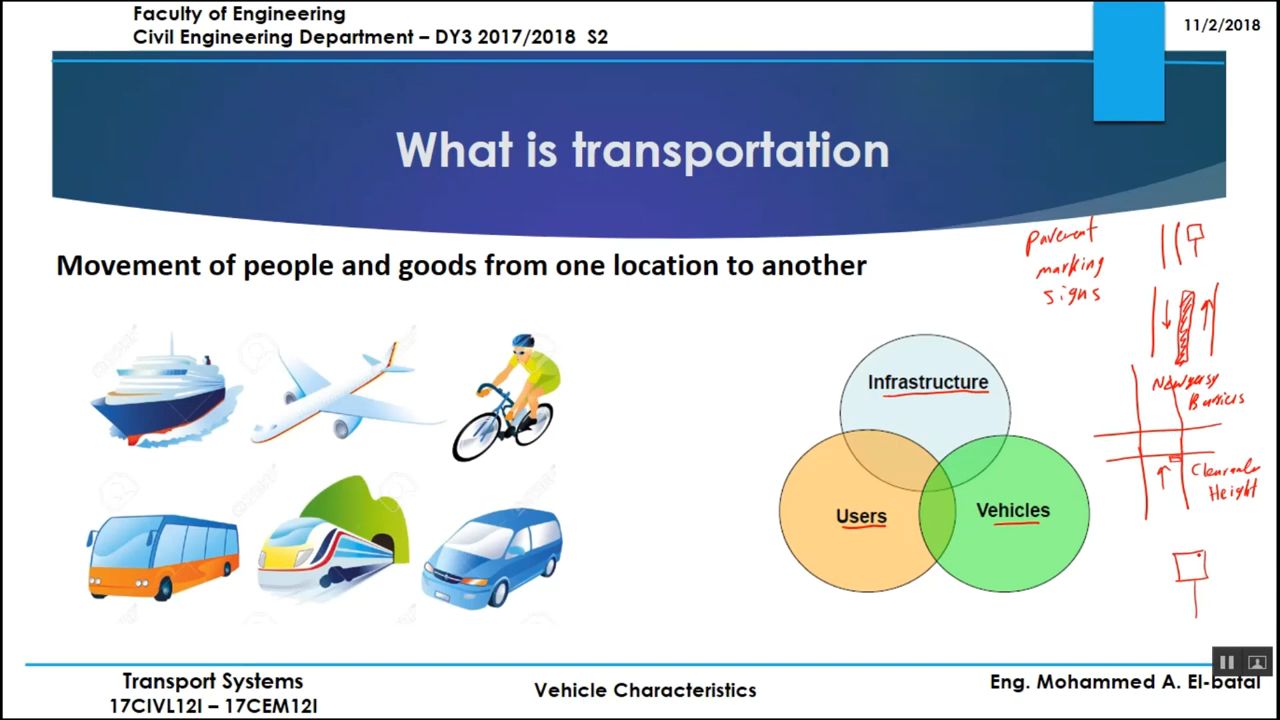 Faculty of Engineering
Civil Engineering Department – DY3 2017/2018 S2
11/2/2018
What is transportation
Movement of people and goods from one location to another
pavement
marking
signs
Infrastructure
Users
Vehicles
Barriers
Height
Transport Systems
17CIVL12I – 17CEM12I
Vehicle Characteristics
Eng. Mohammed A. El-batal